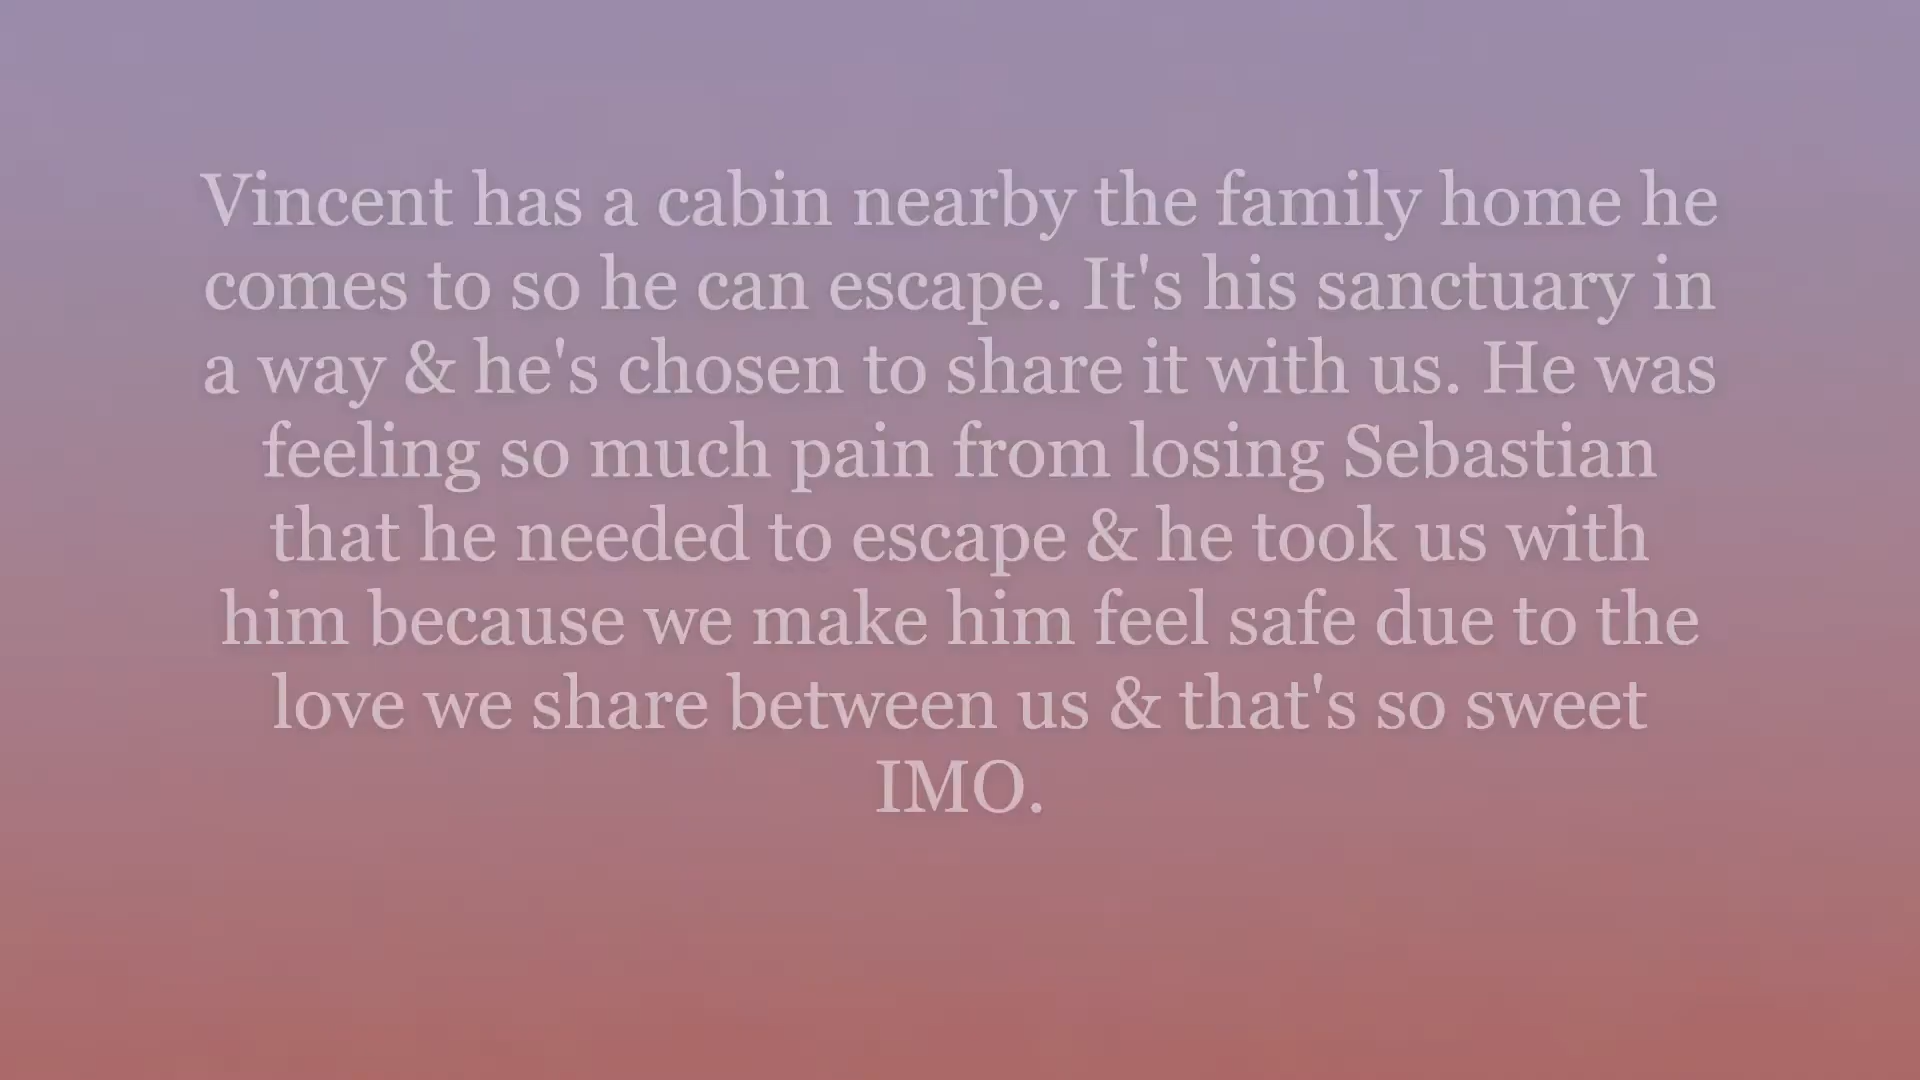 Vincent has a cabin nearby the family home he
comes to so he can escape. It's his sanctuary in
a way & he's chosen to share it with us. He was
feeling so much pain from losing Sebastian
that he needed to escape & he took us with
him because we make him feel safe due to the
love we share between us & that's so sweet
IMO.